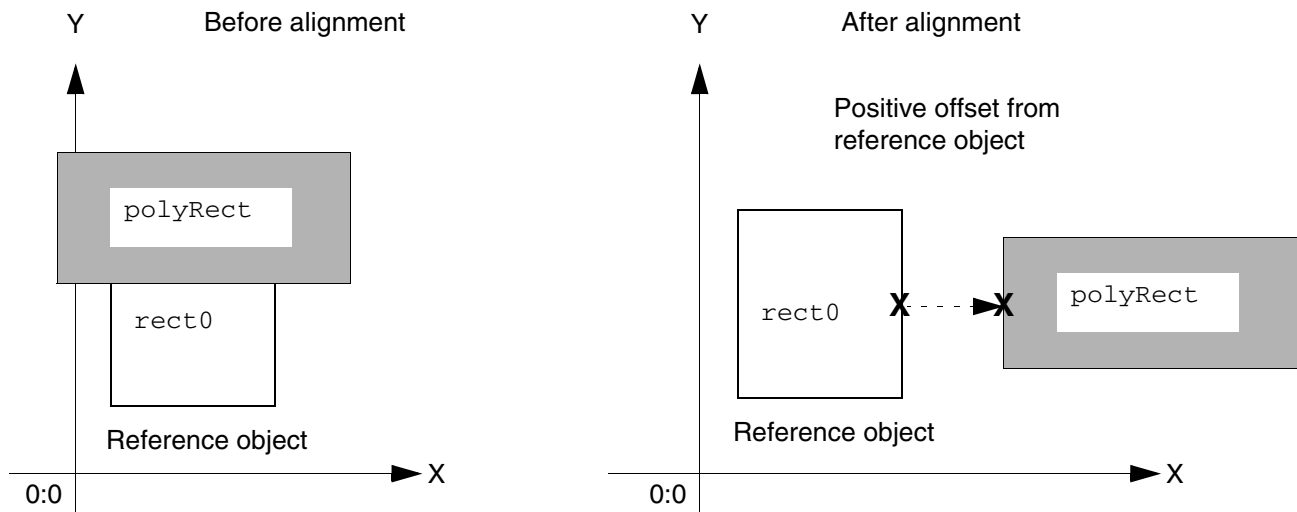 Y
Before alignment
polyRect
rect0
Reference object
X
0:0
Y
After alignment
Positive offset from
reference object
rect0
X
X
polyRect
Reference object
X
0:0